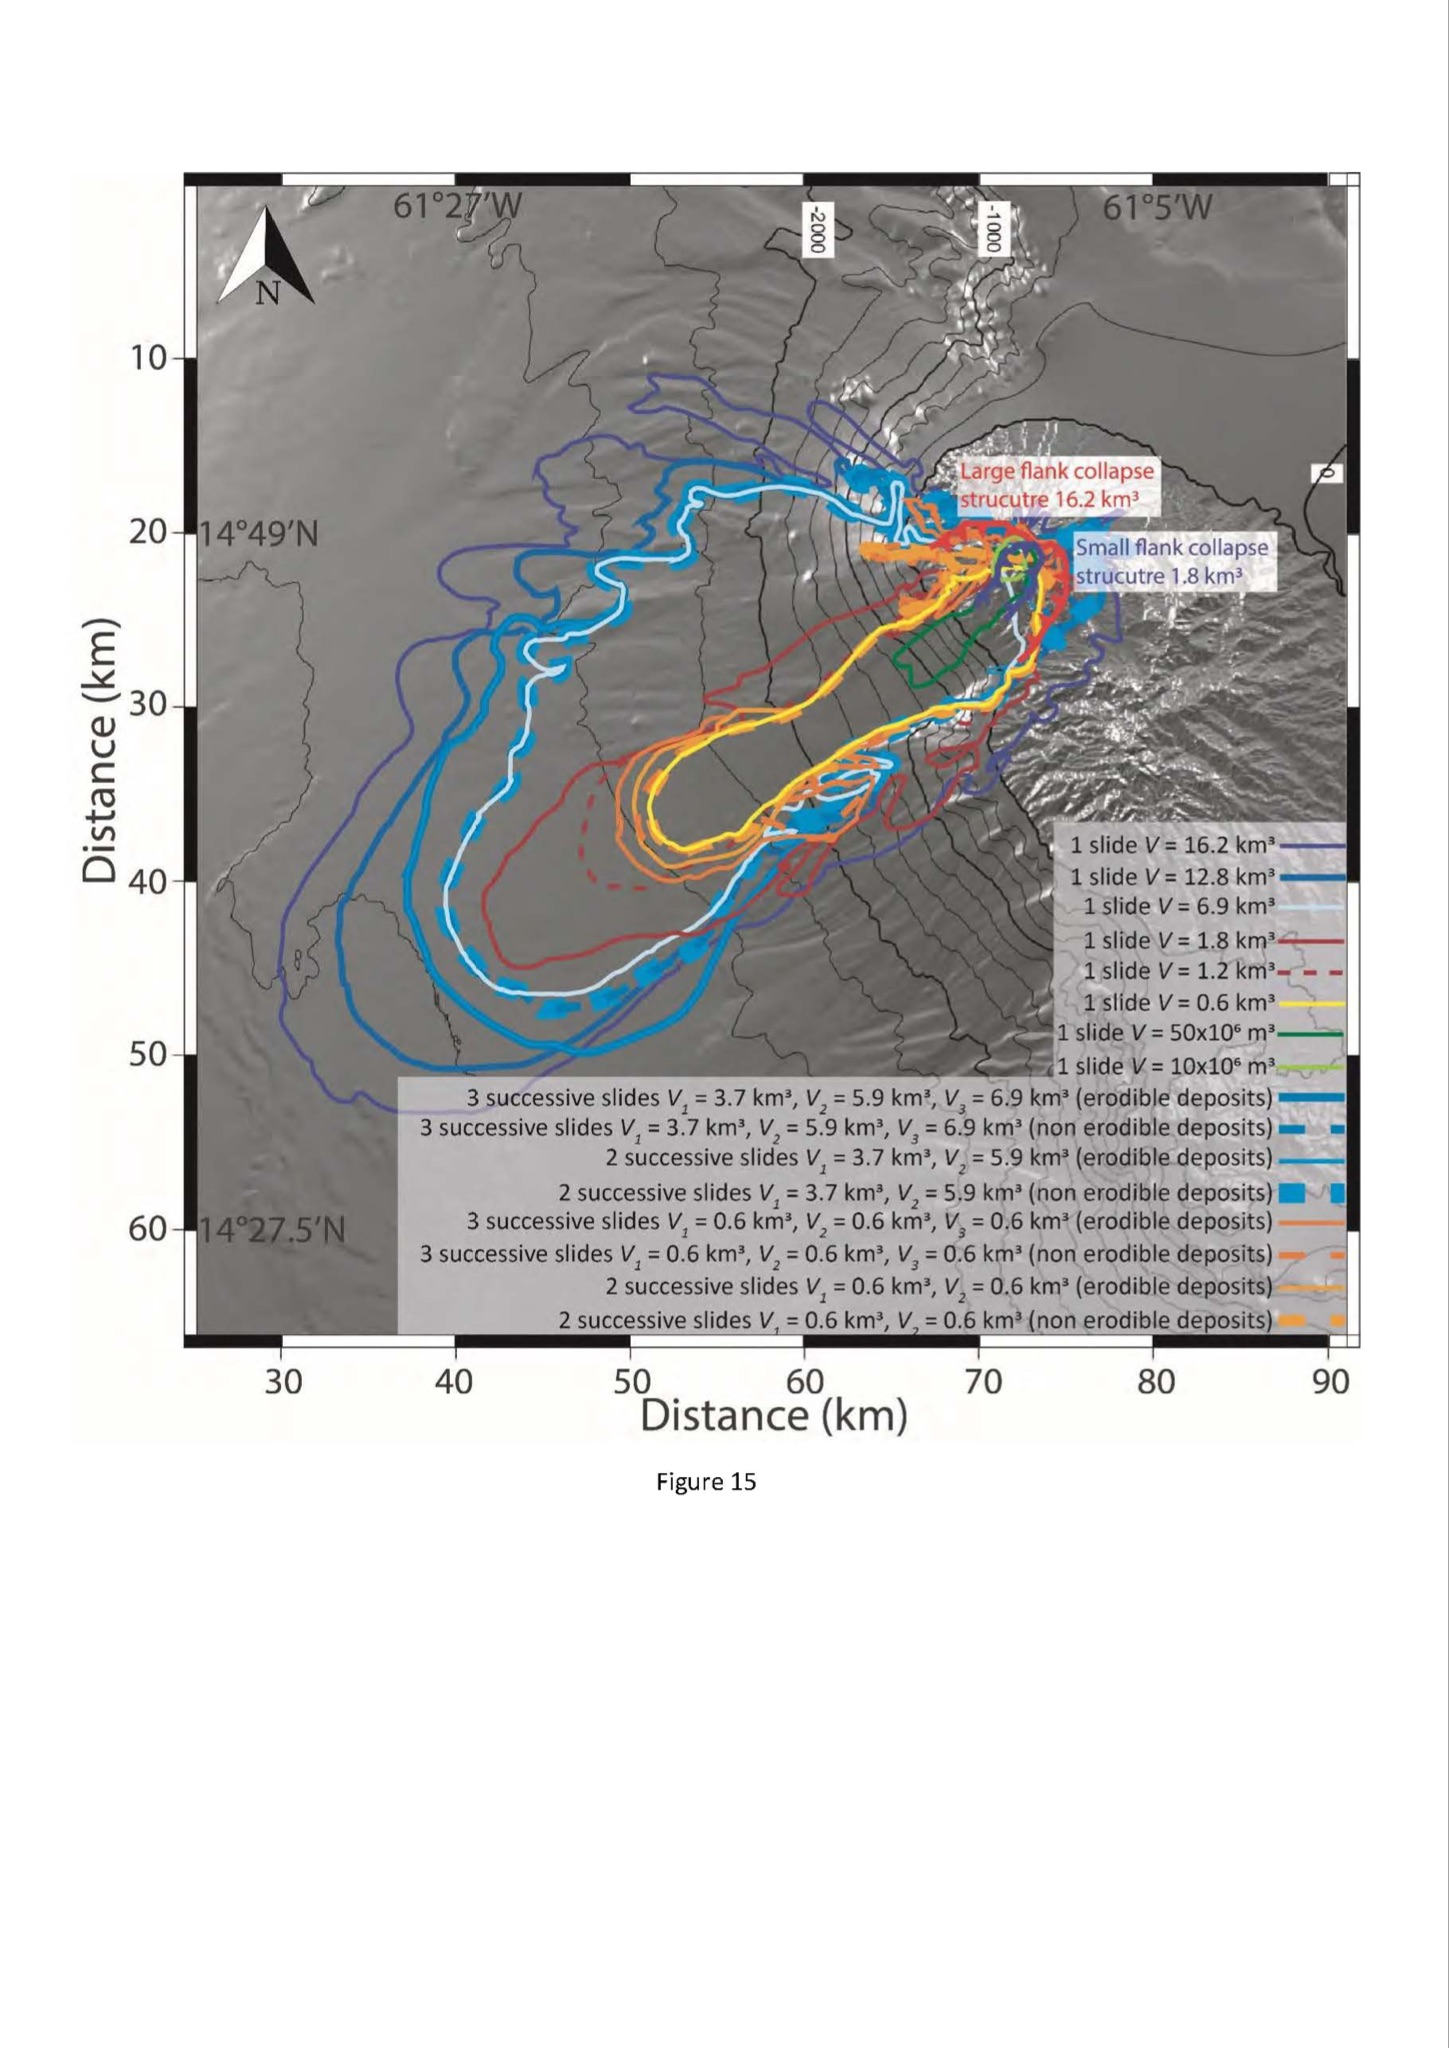 61°27′W
-2000
-1000
61°5′W
N
10
Large flank collapse
strucutre 16.2 km³
0
20
14°49′N
Small flank collapse
strucutre 1.8 km³
Distance (km)
30
1 slide V = 16.2 km³
40
1 slide V = 12.8 km³
1 slide V = 6.9 km³
1 slide V = 1.8 km³
1 slide V = 1.2 km³
1 slide V = 0.6 km³
1 slide V = 50x10⁶ m³
50
1 slide V = 10x10⁶ m³
3 successive slides V₁ = 3.7 km³, V₂ = 5.9 km³, V₃ = 6.9 km³ (erodible deposits)
3 successive slides V₁ = 3.7 km³, V₂ = 5.9 km³, V₃ = 6.9 km³ (non erodible deposits)
2 successive slides V₁ = 3.7 km³, V₂ = 5.9 km³ (erodible deposits)
2 successive slides V₁ = 3.7 km³, V₂ = 5.9 km³ (non erodible deposits)
60
14°27.5′N
3 successive slides V₁ = 0.6 km³, V₂ = 0.6 km³, V₃ = 0.6 km³ (erodible deposits)
3 successive slides V₁ = 0.6 km³, V₂ = 0.6 km³, V₃ = 0.6 km³ (non erodible deposits)
2 successive slides V₁ = 0.6 km³, V₂ = 0.6 km³ (erodible deposits)
2 successive slides V₁ = 0.6 km³, V₂ = 0.6 km³ (non erodible deposits)
30 40 50 60 70 80 90
Distance (km)
Figure 15